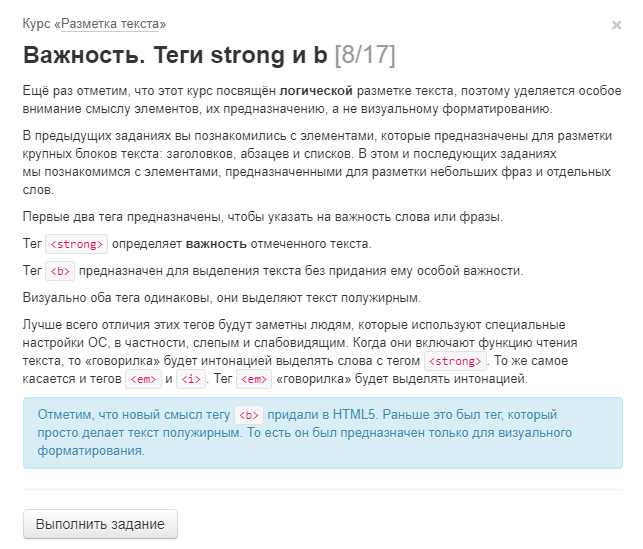 Курс «Разметка текста»
×
Важность. Теги strong и b [8/17]
Ещё раз отметим, что этот курс посвящён логической разметке текста, поэтому уделяется особое
внимание смыслу элементов, их предназначению, а не визуальному форматированию.
В предыдущих заданиях вы познакомились с элементами, которые предназначены для разметки
крупных блоков текста: заголовков, абзацев и списков. В этом и последующих заданиях
мы познакомимся с элементами, предназначенными для разметки небольших фраз и отдельных
слов.
Первые два тега предназначены, чтобы указать на важность слова или фразы.
Тег <strong> определяет важность отмеченного текста.
Тег <b> предназначен для выделения текста без придания ему особой важности.
Визуально оба тега одинаковы, они выделяют текст полужирным.
Лучше всего отличия этих тегов будут заметны людям, которые используют специальные
настройки ОС, в частности, слепым и слабовидящим. Когда они включают функцию чтения
текста, то «говорилка» будет интонацией выделять слова с тегом <strong>. То же самое
касается и тегов <em> и <i>. Тег <em> «говорилка» будет выделять интонацией.
Отметим, что новый смысл тегу <b> придали в HTML5. Раньше это был тег, который
просто делает текст полужирным. То есть он был предназначен только для визуального
форматирования.
Выполнить задание